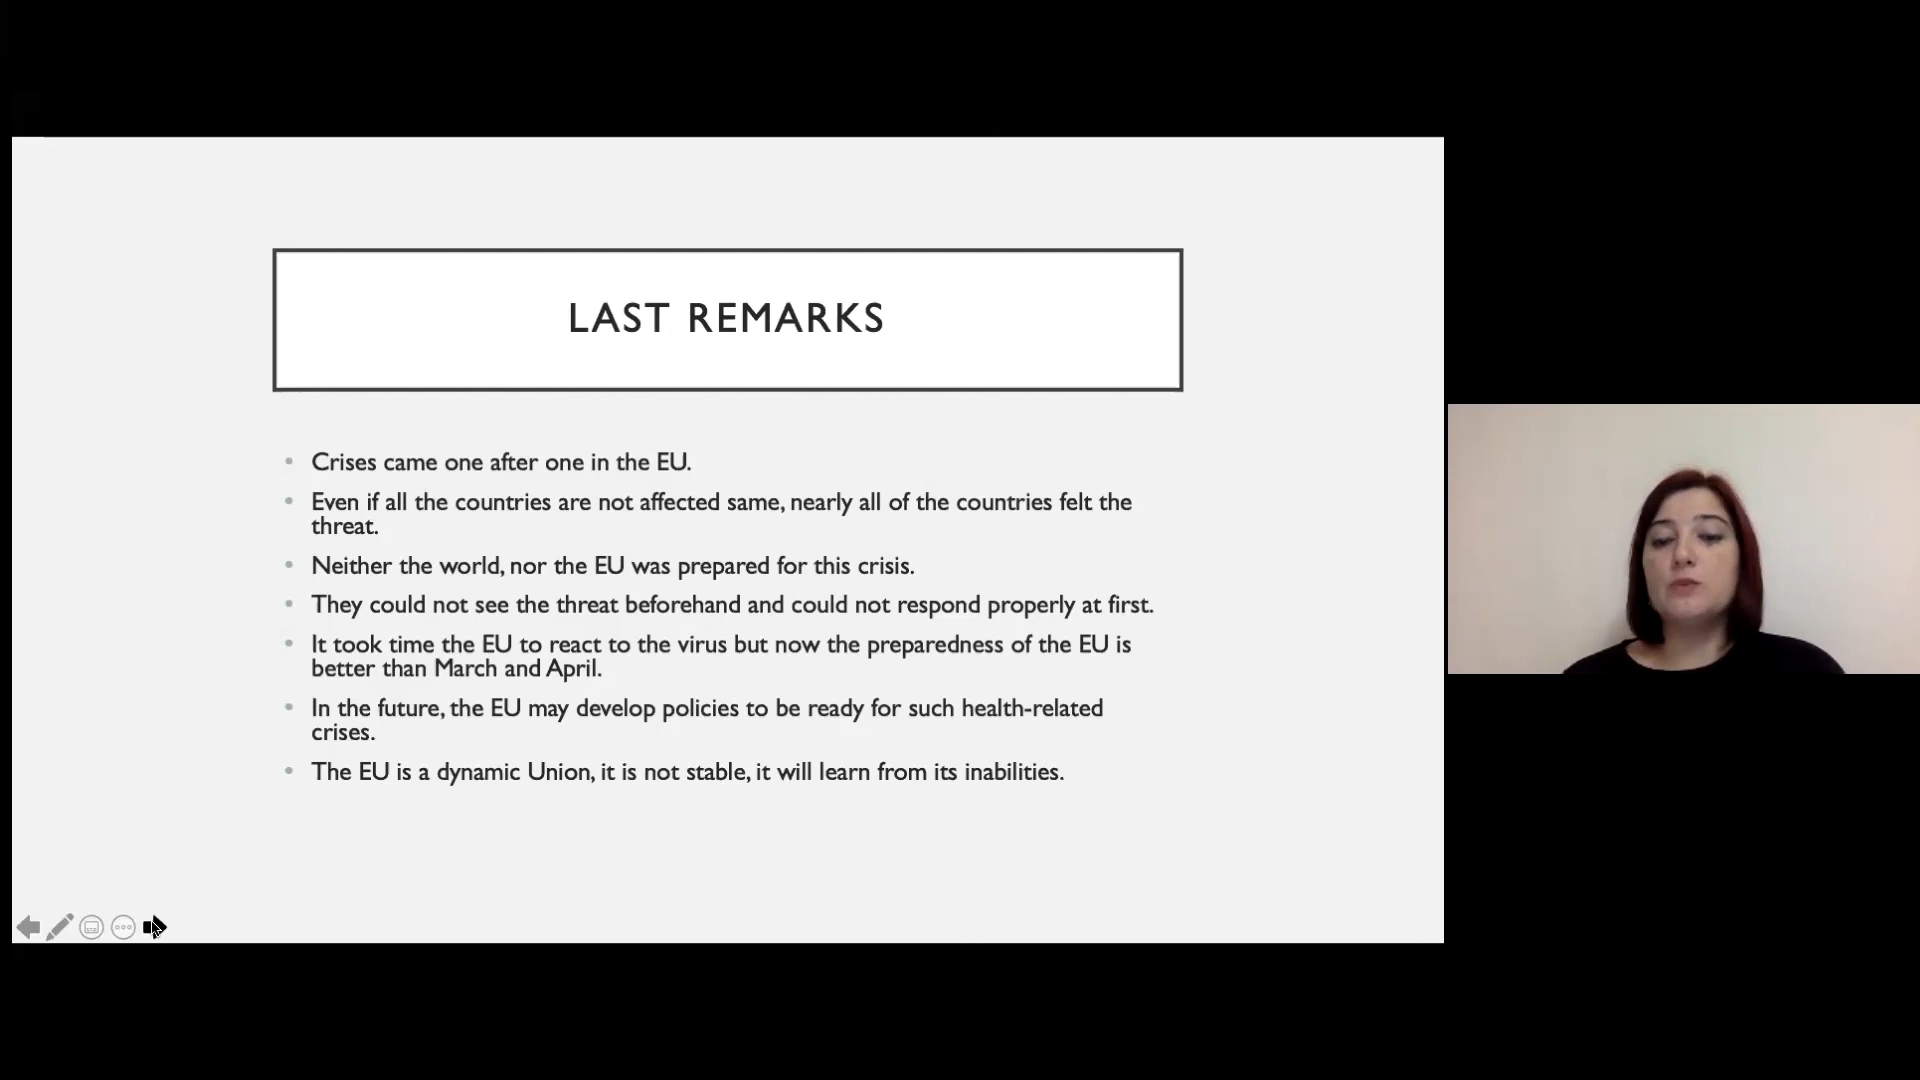 LAST REMARKS
• Crises came one after one in the EU.
• Even if all the countries are not affected same, nearly all of the countries felt the
threat.
• Neither the world, nor the EU was prepared for this crisis.
• They could not see the threat beforehand and could not respond properly at first.
• It took time the EU to react to the virus but now the preparedness of the EU is
better than March and April.
• In the future, the EU may develop policies to be ready for such health-related
crises.
• The EU is a dynamic Union, it is not stable, it will learn from its inabilities.